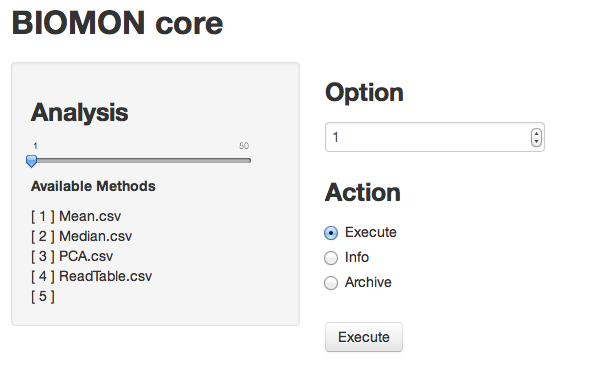 BIOMON core
Analysis
1 50
Available Methods
[ 1 ] Mean.csv
[ 2 ] Median.csv
[ 3 ] PCA.csv
[ 4 ] ReadTable.csv
[ 5 ]
Option
1
Action
Execute
Info
Archive
Execute